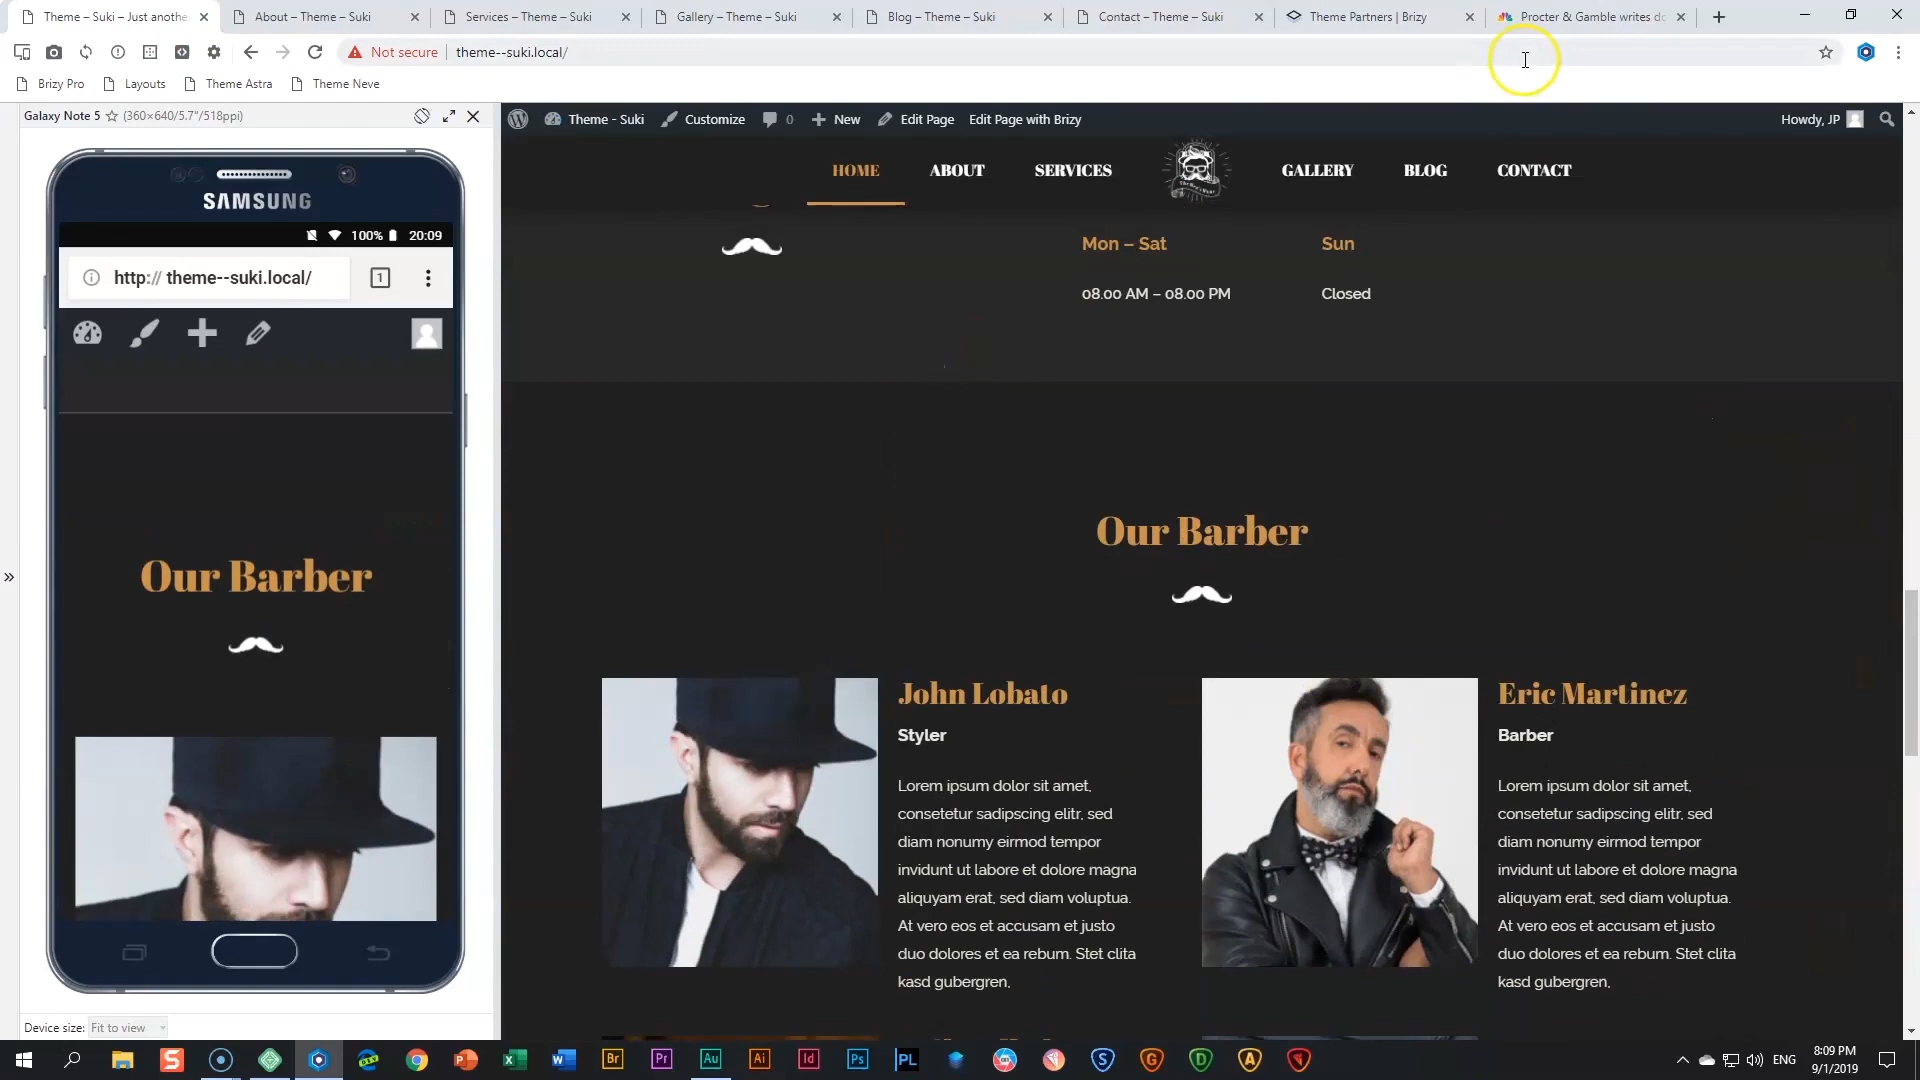 Theme – Suki – Just anothe
About – Theme – Suki
Services – Theme – Suki
Gallery – Theme – Suki
Blog – Theme – Suki
Contact – Theme – Suki
Theme Partners | Brizy
Procter & Gamble writes do
Not secure
theme--suki.local/
Brizy Pro
Layouts
Theme Astra
Theme Neve
Galaxy Note 5 ☆ (360×640/5.7"/518ppi)
Theme - Suki
Customize
0
New
Edit Page
Edit Page with Brizy
Howdy, JP
HOME
ABOUT
SERVICES
GALLERY
BLOG
CONTACT
SAMSUNG
100%
20:09
http:// theme--suki.local/
1
Mon – Sat
Sun
08.00 AM – 08.00 PM
Closed
Our Barber
Our Barber
John Lobato
Styler
Lorem ipsum dolor sit amet,
consetetur sadipscing elitr, sed
diam nonumy eirmod tempor
invidunt ut labore et dolore magna
aliquyam erat, sed diam voluptua.
At vero eos et accusam et justo
duo dolores et ea rebum. Stet clita
kasd gubergren,
Eric Martinez
Barber
Lorem ipsum dolor sit amet,
consetetur sadipscing elitr, sed
diam nonumy eirmod tempor
invidunt ut labore et dolore magna
aliquyam erat, sed diam voluptua.
At vero eos et accusam et justo
duo dolores et ea rebum. Stet clita
kasd gubergren,
Device size:
Fit to view
Br
Pr
Au
Ai
Id
Ps
PL
S
G
D
A
ENG
8:09 PM
9/1/2019